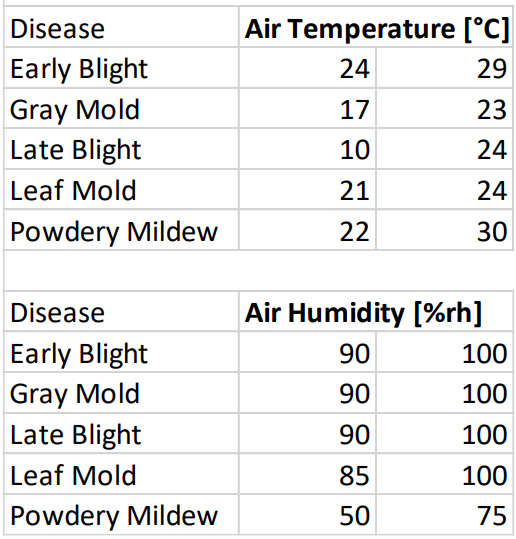 Disease Air Temperature [°C]
Early Blight 24 29
Gray Mold 17 23
Late Blight 10 24
Leaf Mold 21 24
Powdery Mildew 22 30
Disease Air Humidity [%rh]
Early Blight 90 100
Gray Mold 90 100
Late Blight 90 100
Leaf Mold 85 100
Powdery Mildew 50 75